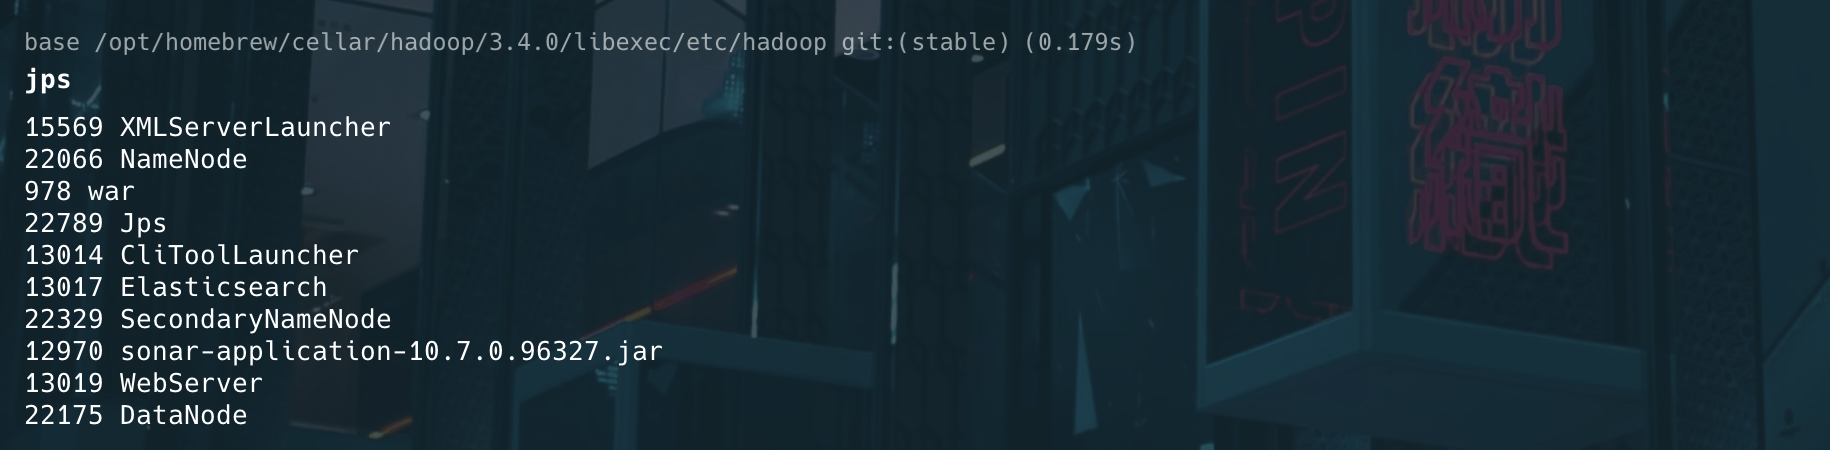 base /opt/homebrew/cellar/hadoop/3.4.0/libexec/etc/hadoop git:(stable) (0.179s)
jps
15569 XMLServerLauncher
22066 NameNode
978 war
22789 Jps
13014 CliToolLauncher
13017 Elasticsearch
22329 SecondaryNameNode
12970 sonar-application-10.7.0.96327.jar
13019 WebServer
22175 DataNode